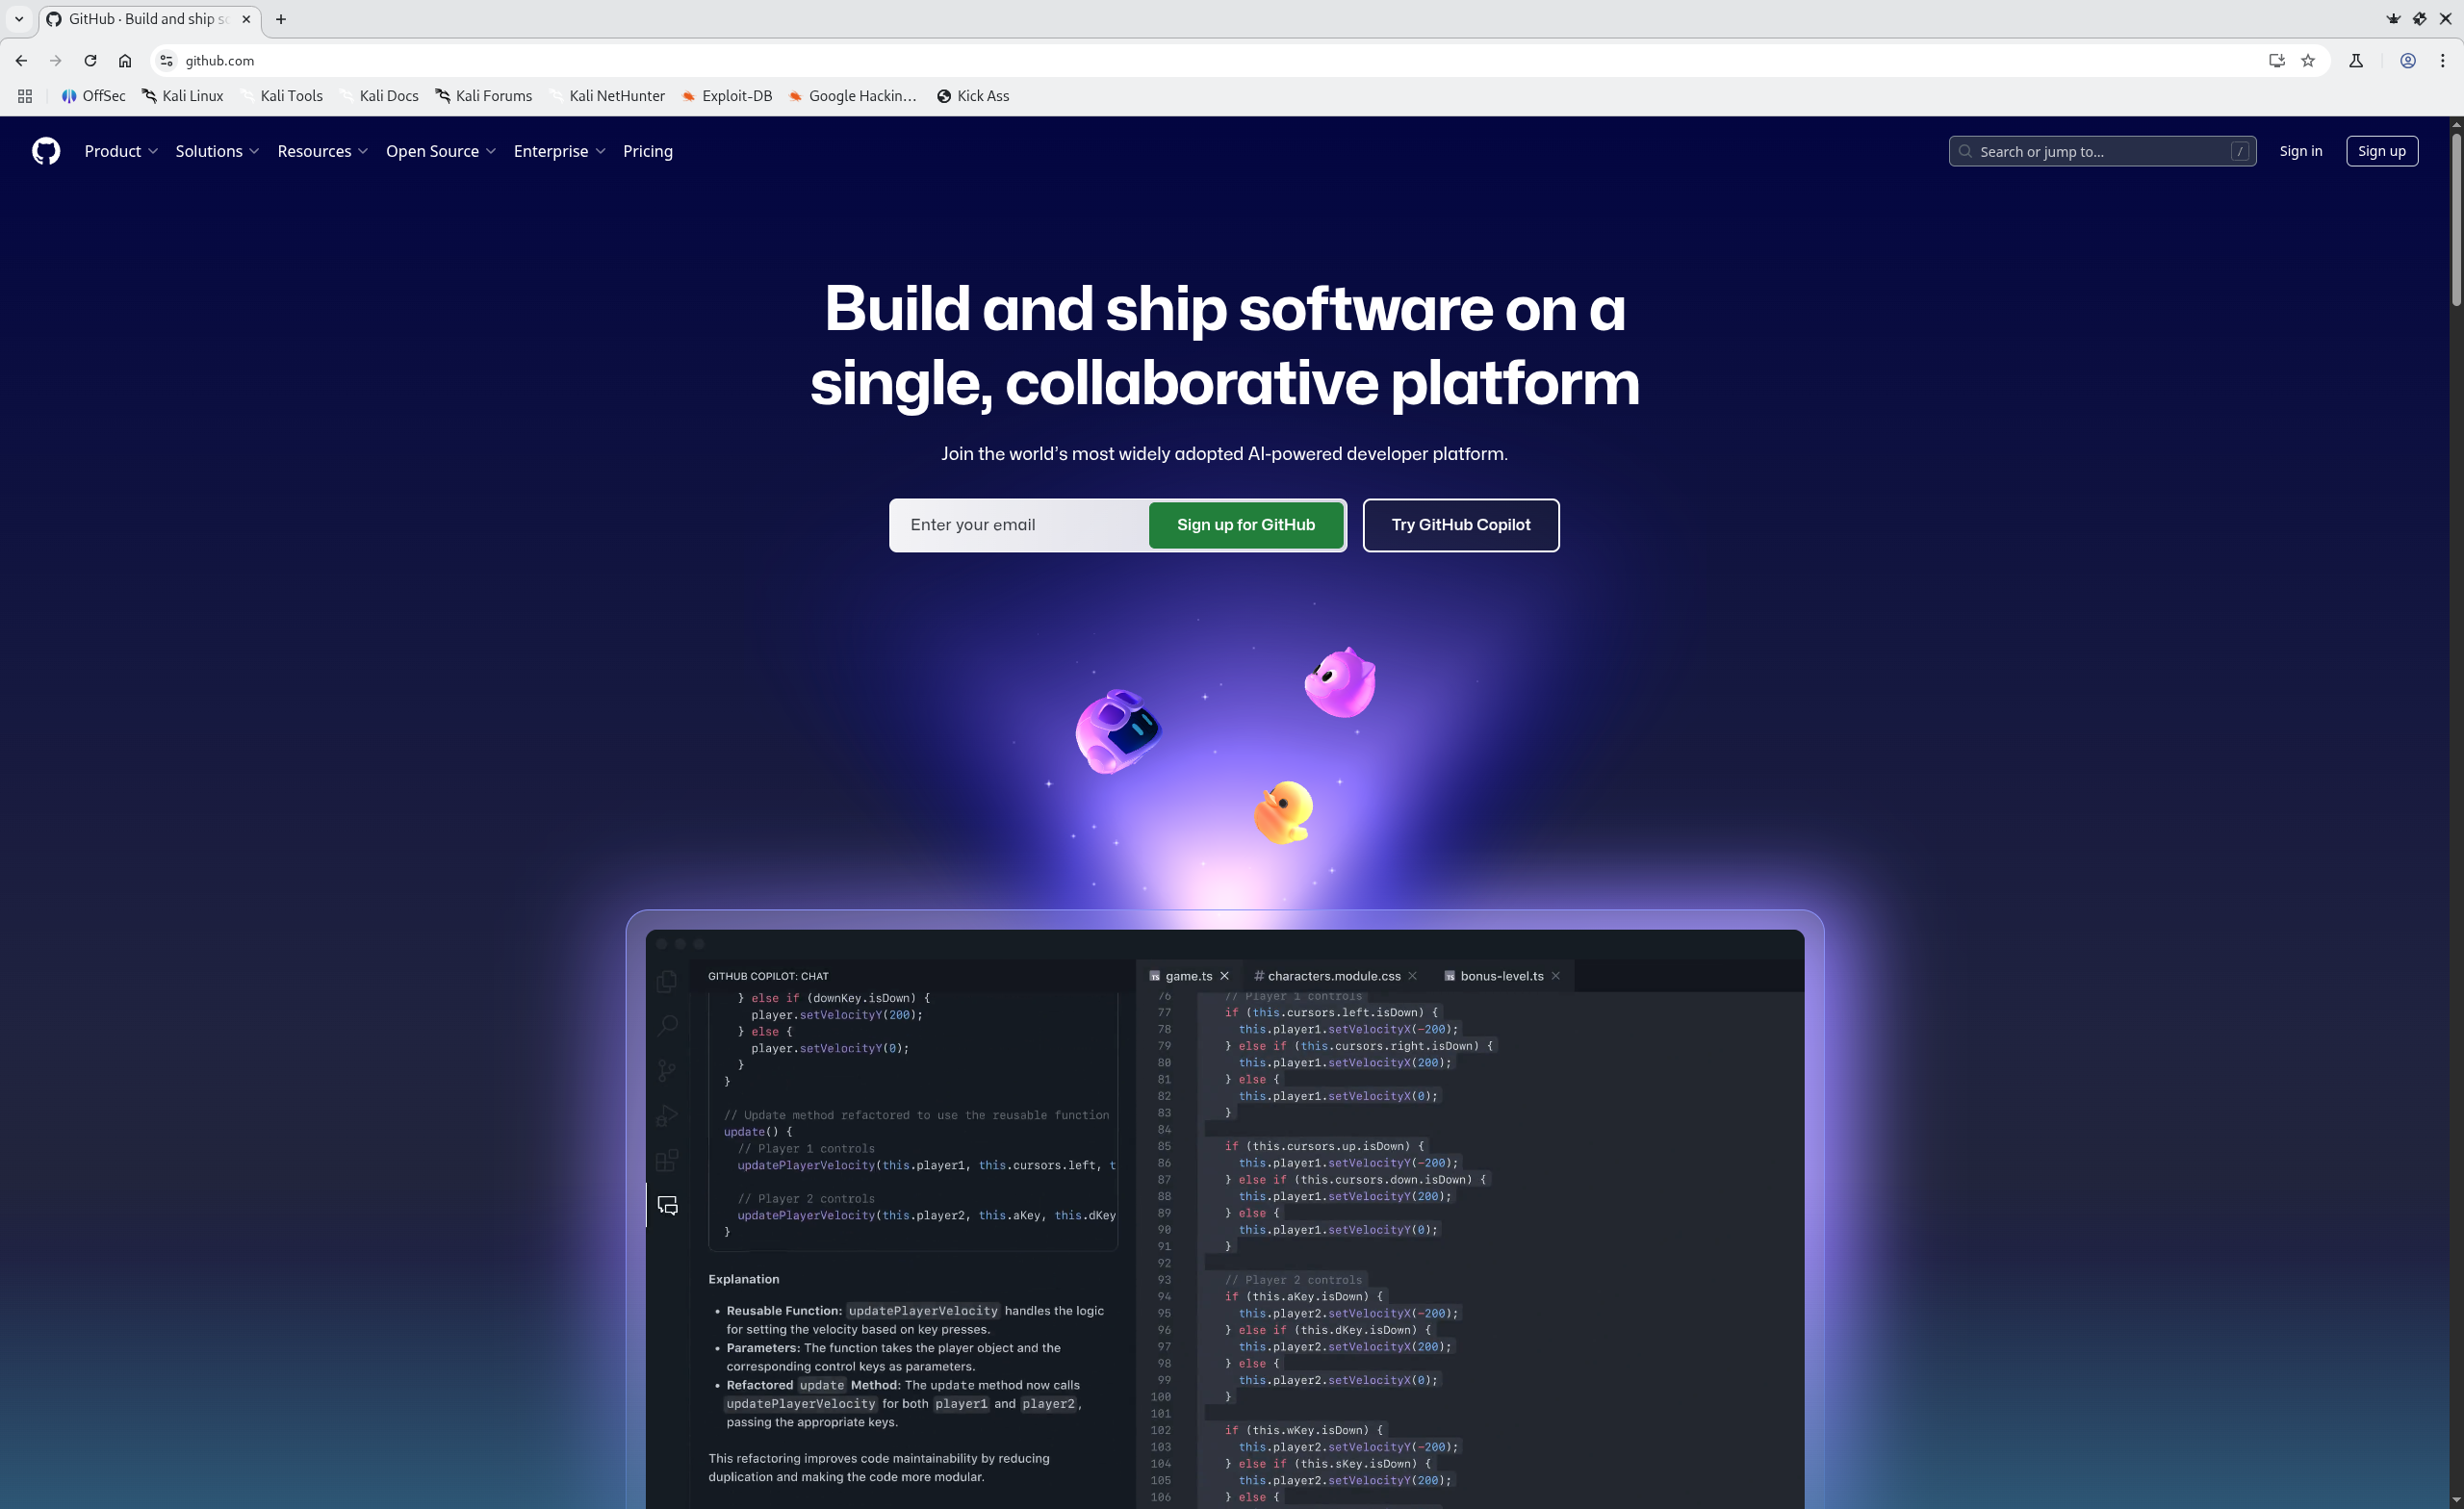 GitHub · Build and ship s
github.com
OffSec
Kali Linux
Kali Tools
Kali Docs
Kali Forums
Kali NetHunter
Exploit-DB
Google Hackin…
Kick Ass
Product
Solutions
Resources
Open Source
Enterprise
Pricing
Search or jump to...
/
Sign in
Sign up
Build and ship software on a
single, collaborative platform
Join the world's most widely adopted AI-powered developer platform.
Enter your email
Sign up for GitHub
Try GitHub Copilot
GITHUB COPILOT: CHAT
} else if (downKey.isDown) {
player.setVelocityY(200);
} else {
player.setVelocityY(0);
}
}
// Update method refactored to use the reusable function
update() {
// Player 1 controls
updatePlayerVelocity(this.player1, this.cursors.left, t
// Player 2 controls
updatePlayerVelocity(this.player2, this.aKey, this.dKey
}
Explanation
• Reusable Function: updatePlayerVelocity handles the logic
for setting the velocity based on key presses.
• Parameters: The function takes the player object and the
corresponding control keys as parameters.
• Refactored update Method: The update method now calls
updatePlayerVelocity for both player1 and player2,
passing the appropriate keys.
This refactoring improves code maintainability by reducing
duplication and making the code more modular.
TS game.ts
# characters.module.css
TS bonus-level.ts
76 // Player 1 controls
77 if (this.cursors.left.isDown) {
78 this.player1.setVelocityX(-200);
79 } else if (this.cursors.right.isDown) {
80 this.player1.setVelocityX(200);
81 } else {
82 this.player1.setVelocityX(0);
83 }
84
85 if (this.cursors.up.isDown) {
86 this.player1.setVelocityY(-200);
87 } else if (this.cursors.down.isDown) {
88 this.player1.setVelocityY(200);
89 } else {
90 this.player1.setVelocityY(0);
91 }
92
93 // Player 2 controls
94 if (this.aKey.isDown) {
95 this.player2.setVelocityX(-200);
96 } else if (this.dKey.isDown) {
97 this.player2.setVelocityX(200);
98 } else {
99 this.player2.setVelocityX(0);
100 }
101
102 if (this.wKey.isDown) {
103 this.player2.setVelocityY(-200);
104 } else if (this.sKey.isDown) {
105 this.player2.setVelocityY(200);
106 } else {